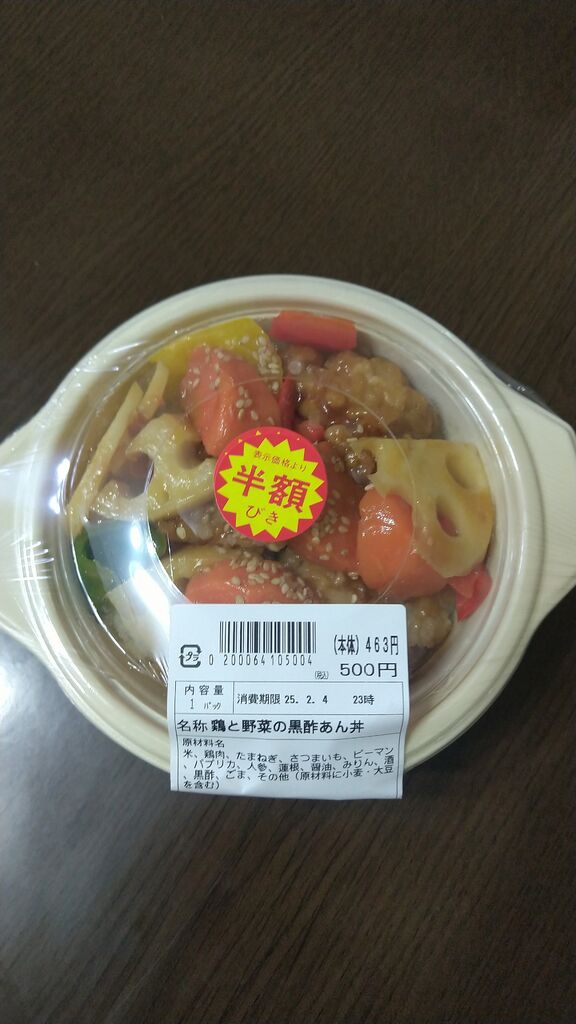 表示価格より
半額
びき
(本体) 463円
0 200064 105004
(税込) 500円
プラ
内容量
1 パック
消費期限 25. 2. 4 23時
名称 鶏と野菜の黒酢あん丼
原材料名
米、鶏肉、たまねぎ、さつまいも、ピーマン
、パプリカ、人参、蓮根、醤油、みりん、酒
、黒酢、ごま、その他（原材料に小麦・大豆
を含む）